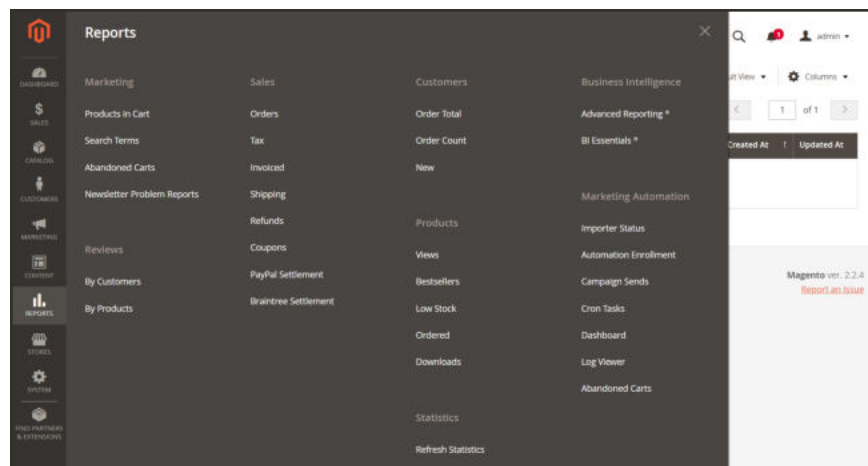 Reports
Marketing
Products in Cart
Search Terms
Abandoned Carts
Newsletter Problem Reports
Reviews
By Customers
By Products
Sales
Orders
Tax
Invoiced
Shipping
Refunds
Coupons
PayPal Settlement
Braintree Settlement
Customers
Order Total
Order Count
New
Products
Views
Bestsellers
Low Stock
Ordered
Downloads
Statistics
Refresh Statistics
Business Intelligence
Advanced Reporting
BI Essentials
Marketing Automation
Importer Status
Automation Enrollment
Campaign Sends
Cron Tasks
Dashboard
Log Viewer
Abandoned Carts
DASHBOARD
SALES
CATALOG
CUSTOMERS
MARKETING
CONTENT
REPORTS
STORES
SYSTEM
FIND PARTNERS
& EXTENSIONS
1
admin
View
Columns
1 of 1
Created At Updated At
Magento ver. 2.2.4
Report an Issue